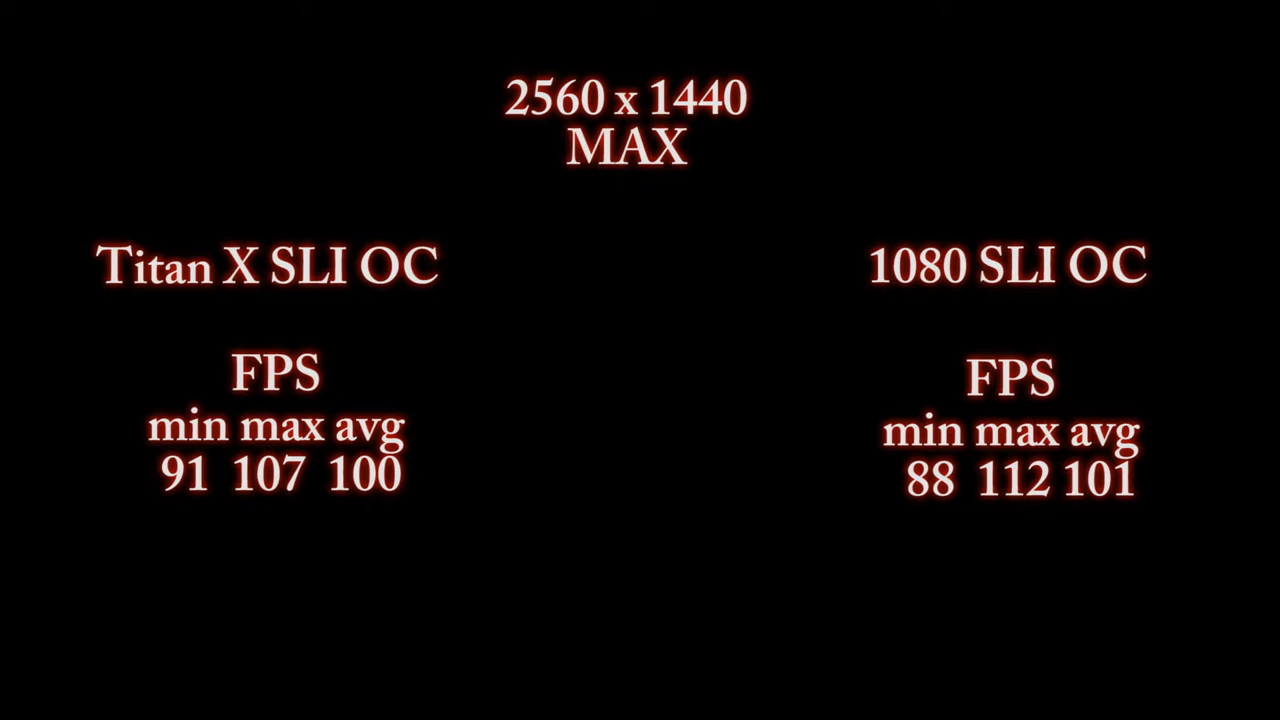 2560 x 1440
MAX
Titan X SLI OC
FPS
min max avg
91 107 100
1080 SLI OC
FPS
min max avg
88 112 101